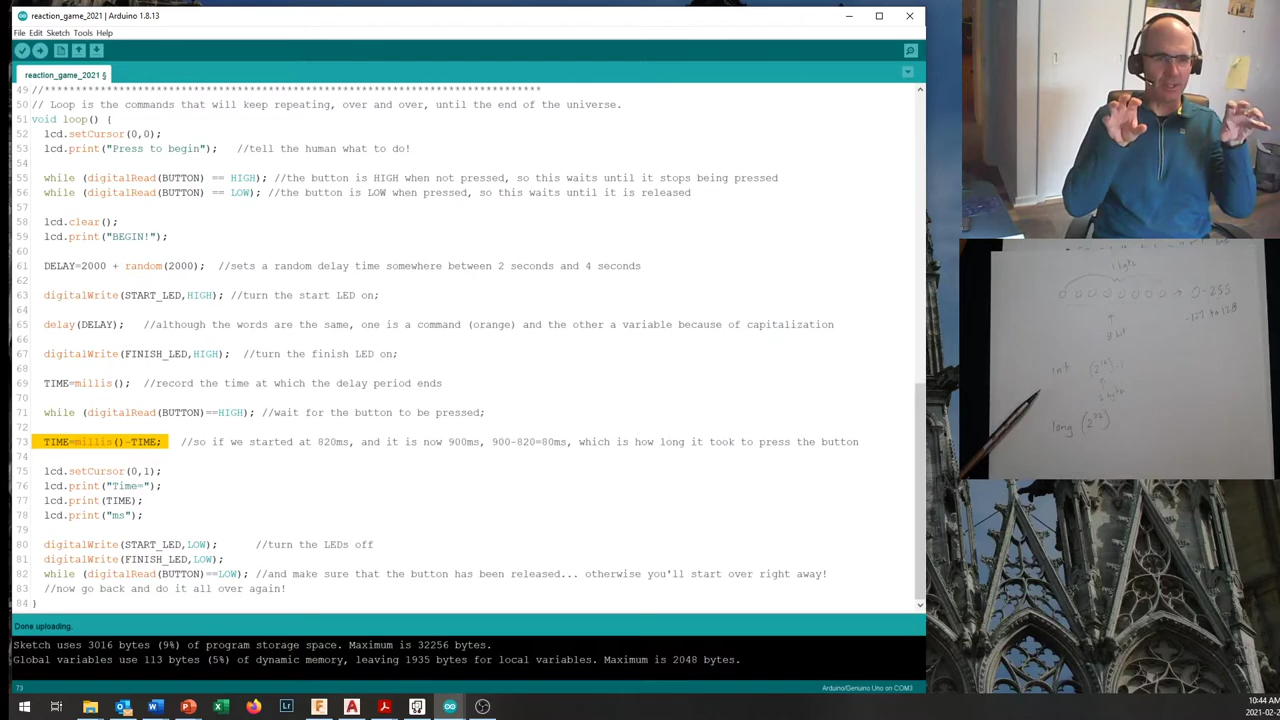 reaction_game_2021 | Arduino 1.8.13
File Edit Sketch Tools Help
reaction_game_2021 §
49 //*********************************************************************************
50 // Loop is the commands that will keep repeating, over and over, until the end of the universe.
51 void loop() {
52 lcd.setCursor(0,0);
53 lcd.print("Press to begin"); //tell the human what to do!
54
55 while (digitalRead(BUTTON) == HIGH); //the button is HIGH when not pressed, so this waits until it stops being pressed
56 while (digitalRead(BUTTON) == LOW); //the button is LOW when pressed, so this waits until it is released
57
58 lcd.clear();
59 lcd.print("BEGIN!");
60
61 DELAY=2000 + random(2000); //sets a random delay time somewhere between 2 seconds and 4 seconds
62
63 digitalWrite(START_LED,HIGH); //turn the start LED on;
64
65 delay(DELAY); //although the words are the same, one is a command (orange) and the other a variable because of capitalization
66
67 digitalWrite(FINISH_LED,HIGH); //turn the finish LED on;
68
69 TIME=millis(); //record the time at which the delay period ends
70
71 while (digitalRead(BUTTON)==HIGH); //wait for the button to be pressed;
72
73 TIME=millis()-TIME; //so if we started at 820ms, and it is now 900ms, 900-820=80ms, which is how long it took to press the button
74
75 lcd.setCursor(0,1);
76 lcd.print("Time=");
77 lcd.print(TIME);
78 lcd.print("ms");
79
80 digitalWrite(START_LED,LOW); //turn the LEDs off
81 digitalWrite(FINISH_LED,LOW);
82 while (digitalRead(BUTTON)==LOW); //and make sure that the button has been released... otherwise you'll start over right away!
83 //now go back and do it all over again!
84 }
Done uploading.
Sketch uses 3016 bytes (9%) of program storage space. Maximum is 32256 bytes.
Global variables use 113 bytes (5%) of dynamic memory, leaving 1935 bytes for local variables. Maximum is 2048 bytes.
73
Arduino/Genuino Uno on COM3
1 byte
0-255
-127 to 128
int (2^16)-1
long (2^32)
10:44 AM